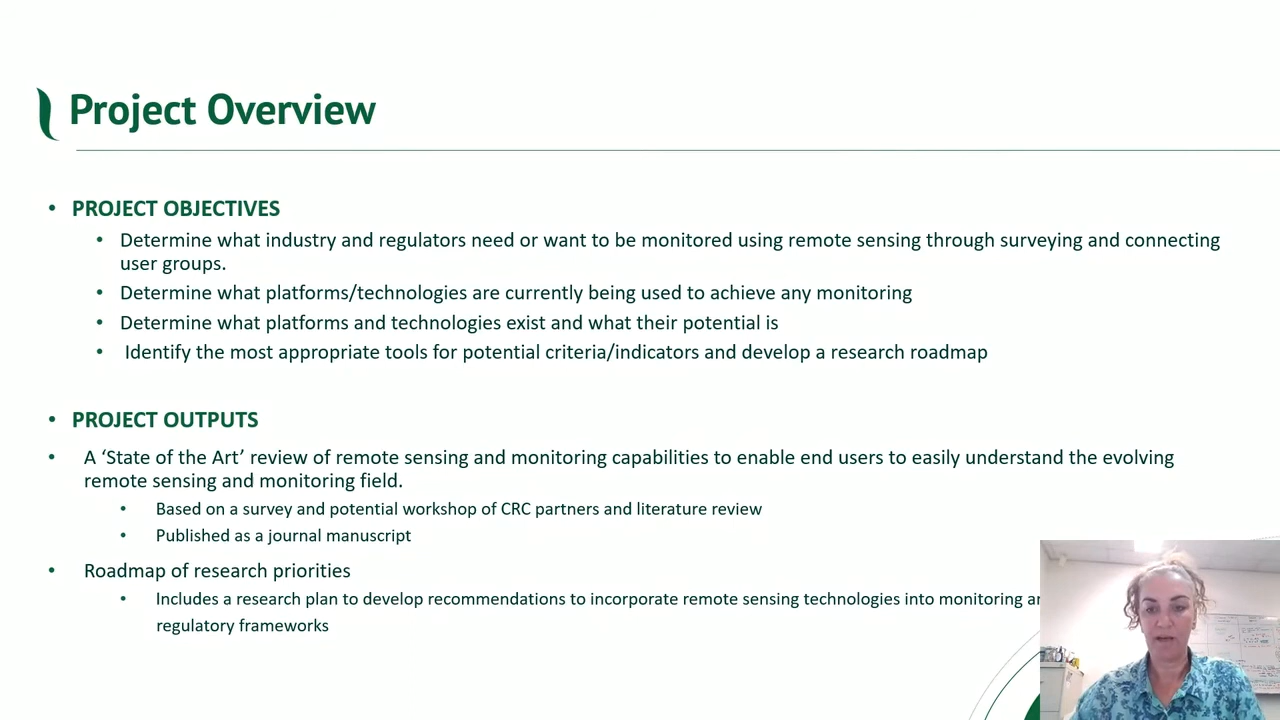 Project Overview
• PROJECT OBJECTIVES
• Determine what industry and regulators need or want to be monitored using remote sensing through surveying and connecting
user groups.
• Determine what platforms/technologies are currently being used to achieve any monitoring
• Determine what platforms and technologies exist and what their potential is
• Identify the most appropriate tools for potential criteria/indicators and develop a research roadmap
• PROJECT OUTPUTS
• A ‘State of the Art’ review of remote sensing and monitoring capabilities to enable end users to easily understand the evolving
remote sensing and monitoring field.
• Based on a survey and potential workshop of CRC partners and literature review
• Published as a journal manuscript
• Roadmap of research priorities
• Includes a research plan to develop recommendations to incorporate remote sensing technologies into monitoring
regulatory frameworks